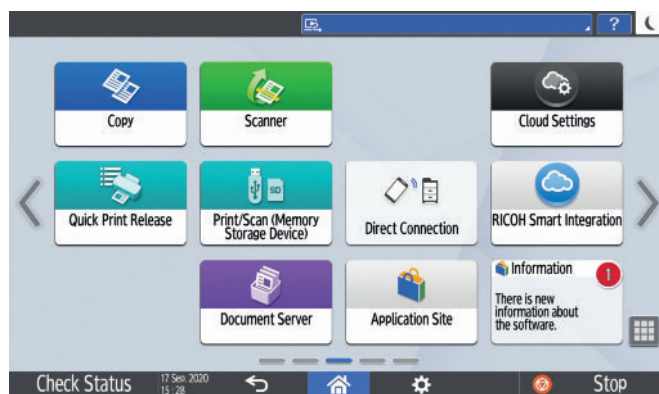 ?
Copy
Scanner
Cloud Settings
SD
Quick Print Release
Print/Scan (Memory
Storage Device)
Direct Connection
RICOH Smart Integration
Information
1
There is new
information about
the software.
Document Server
Application Site
Check Status
17 Sep. 2020
15 : 28
Stop